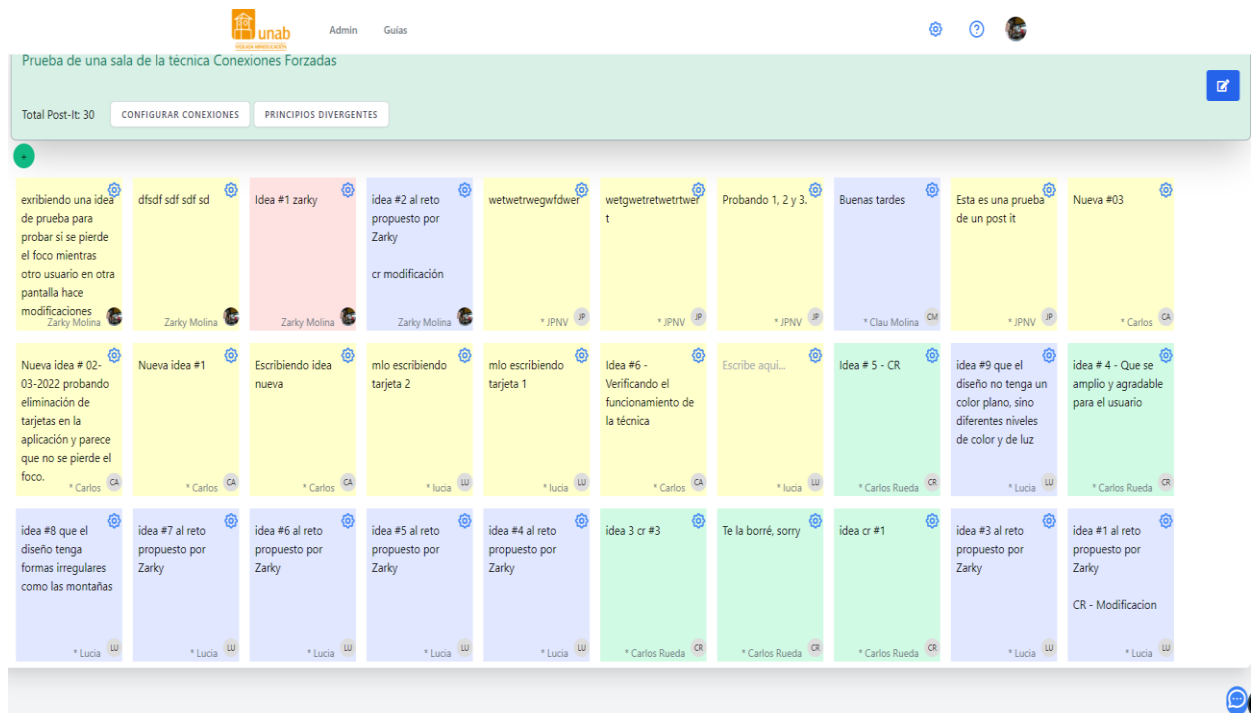 unab
VIGILADA MINEDUCACIÓN
Admin
Guías
Prueba de una sala de la técnica Conexiones Forzadas
Total Post-It: 30
CONFIGURAR CONEXIONES
PRINCIPIOS DIVERGENTES
+
exribiendo una idea
de prueba para
probar si se pierde
el foco mientras
otro usuario en otra
pantalla hace
modificaciones
Zarky Molina
dfsdf sdf sdf sd
Zarky Molina
Idea #1 zarky
Zarky Molina
idea #2 al reto
propuesto por
Zarky
cr modificación
Zarky Molina
wetwetrwegwfdwer
* JPNV
JP
wetgwetretwetrtwer
t
* JPNV
JP
Probando 1, 2 y 3.
* JPNV
JP
Buenas tardes
* Clau Molina
CM
Esta es una prueba
de un post it
* JPNV
JP
Nueva #03
* Carlos
CA
Nueva idea # 02-
03-2022 probando
eliminación de
tarjetas en la
aplicación y parece
que no se pierde el
foco.
* Carlos
CA
Nueva idea #1
* Carlos
CA
Escribiendo idea
nueva
* Carlos
CA
mlo escribiendo
tarjeta 2
* lucia
LU
mlo escribiendo
tarjeta 1
* lucia
LU
Idea #6 -
Verificando el
funcionamiento de
la técnica
* Carlos
CA
Escribe aqui...
* lucia
LU
Idea # 5 - CR
* Carlos Rueda
CR
idea #9 que el
diseño no tenga un
color plano, sino
diferentes niveles
de color y de luz
* Lucia
LU
idea # 4 - Que se
amplio y agradable
para el usuario
* Carlos Rueda
CR
idea #8 que el
diseño tenga
formas irregulares
como las montañas
* Lucia
LU
idea #7 al reto
propuesto por
Zarky
* Lucia
LU
idea #6 al reto
propuesto por
Zarky
* Lucia
LU
idea #5 al reto
propuesto por
Zarky
* Lucia
LU
idea #4 al reto
propuesto por
Zarky
* Lucia
LU
idea 3 cr #3
* Carlos Rueda
CR
Te la borré, sorry
* Carlos Rueda
CR
idea cr #1
* Carlos Rueda
CR
idea #3 al reto
propuesto por
Zarky
* Lucia
LU
idea #1 al reto
propuesto por
Zarky
CR - Modificacion
* Lucia
LU